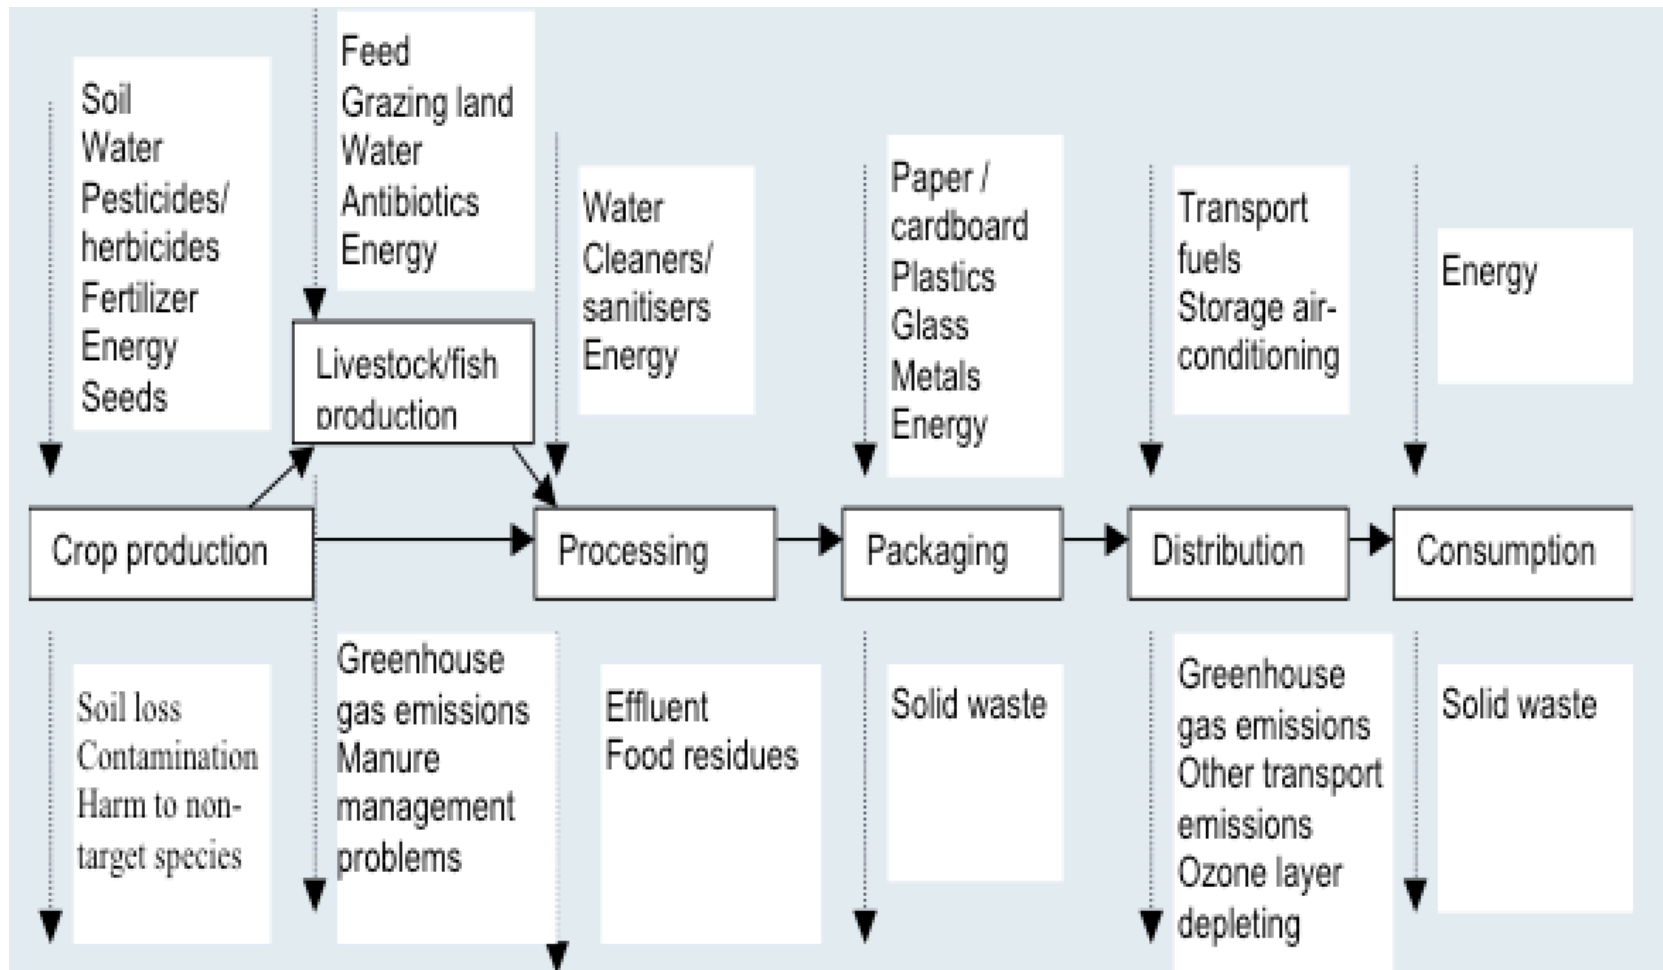 Soil
Water
Pesticides/
herbicides
Fertilizer
Energy
Seeds
Feed
Grazing land
Water
Antibiotics
Energy
Water
Cleaners/
sanitisers
Energy
Paper /
cardboard
Plastics
Glass
Metals
Energy
Transport
fuels
Storage air-
conditioning
Energy
Livestock/fish
production
Crop production
Processing
Packaging
Distribution
Consumption
Soil loss
Contamination
Harm to non-
target species
Greenhouse
gas emissions
Manure
management
problems
Effluent
Food residues
Solid waste
Greenhouse
gas emissions
Other transport
emissions
Ozone layer
depleting
Solid waste